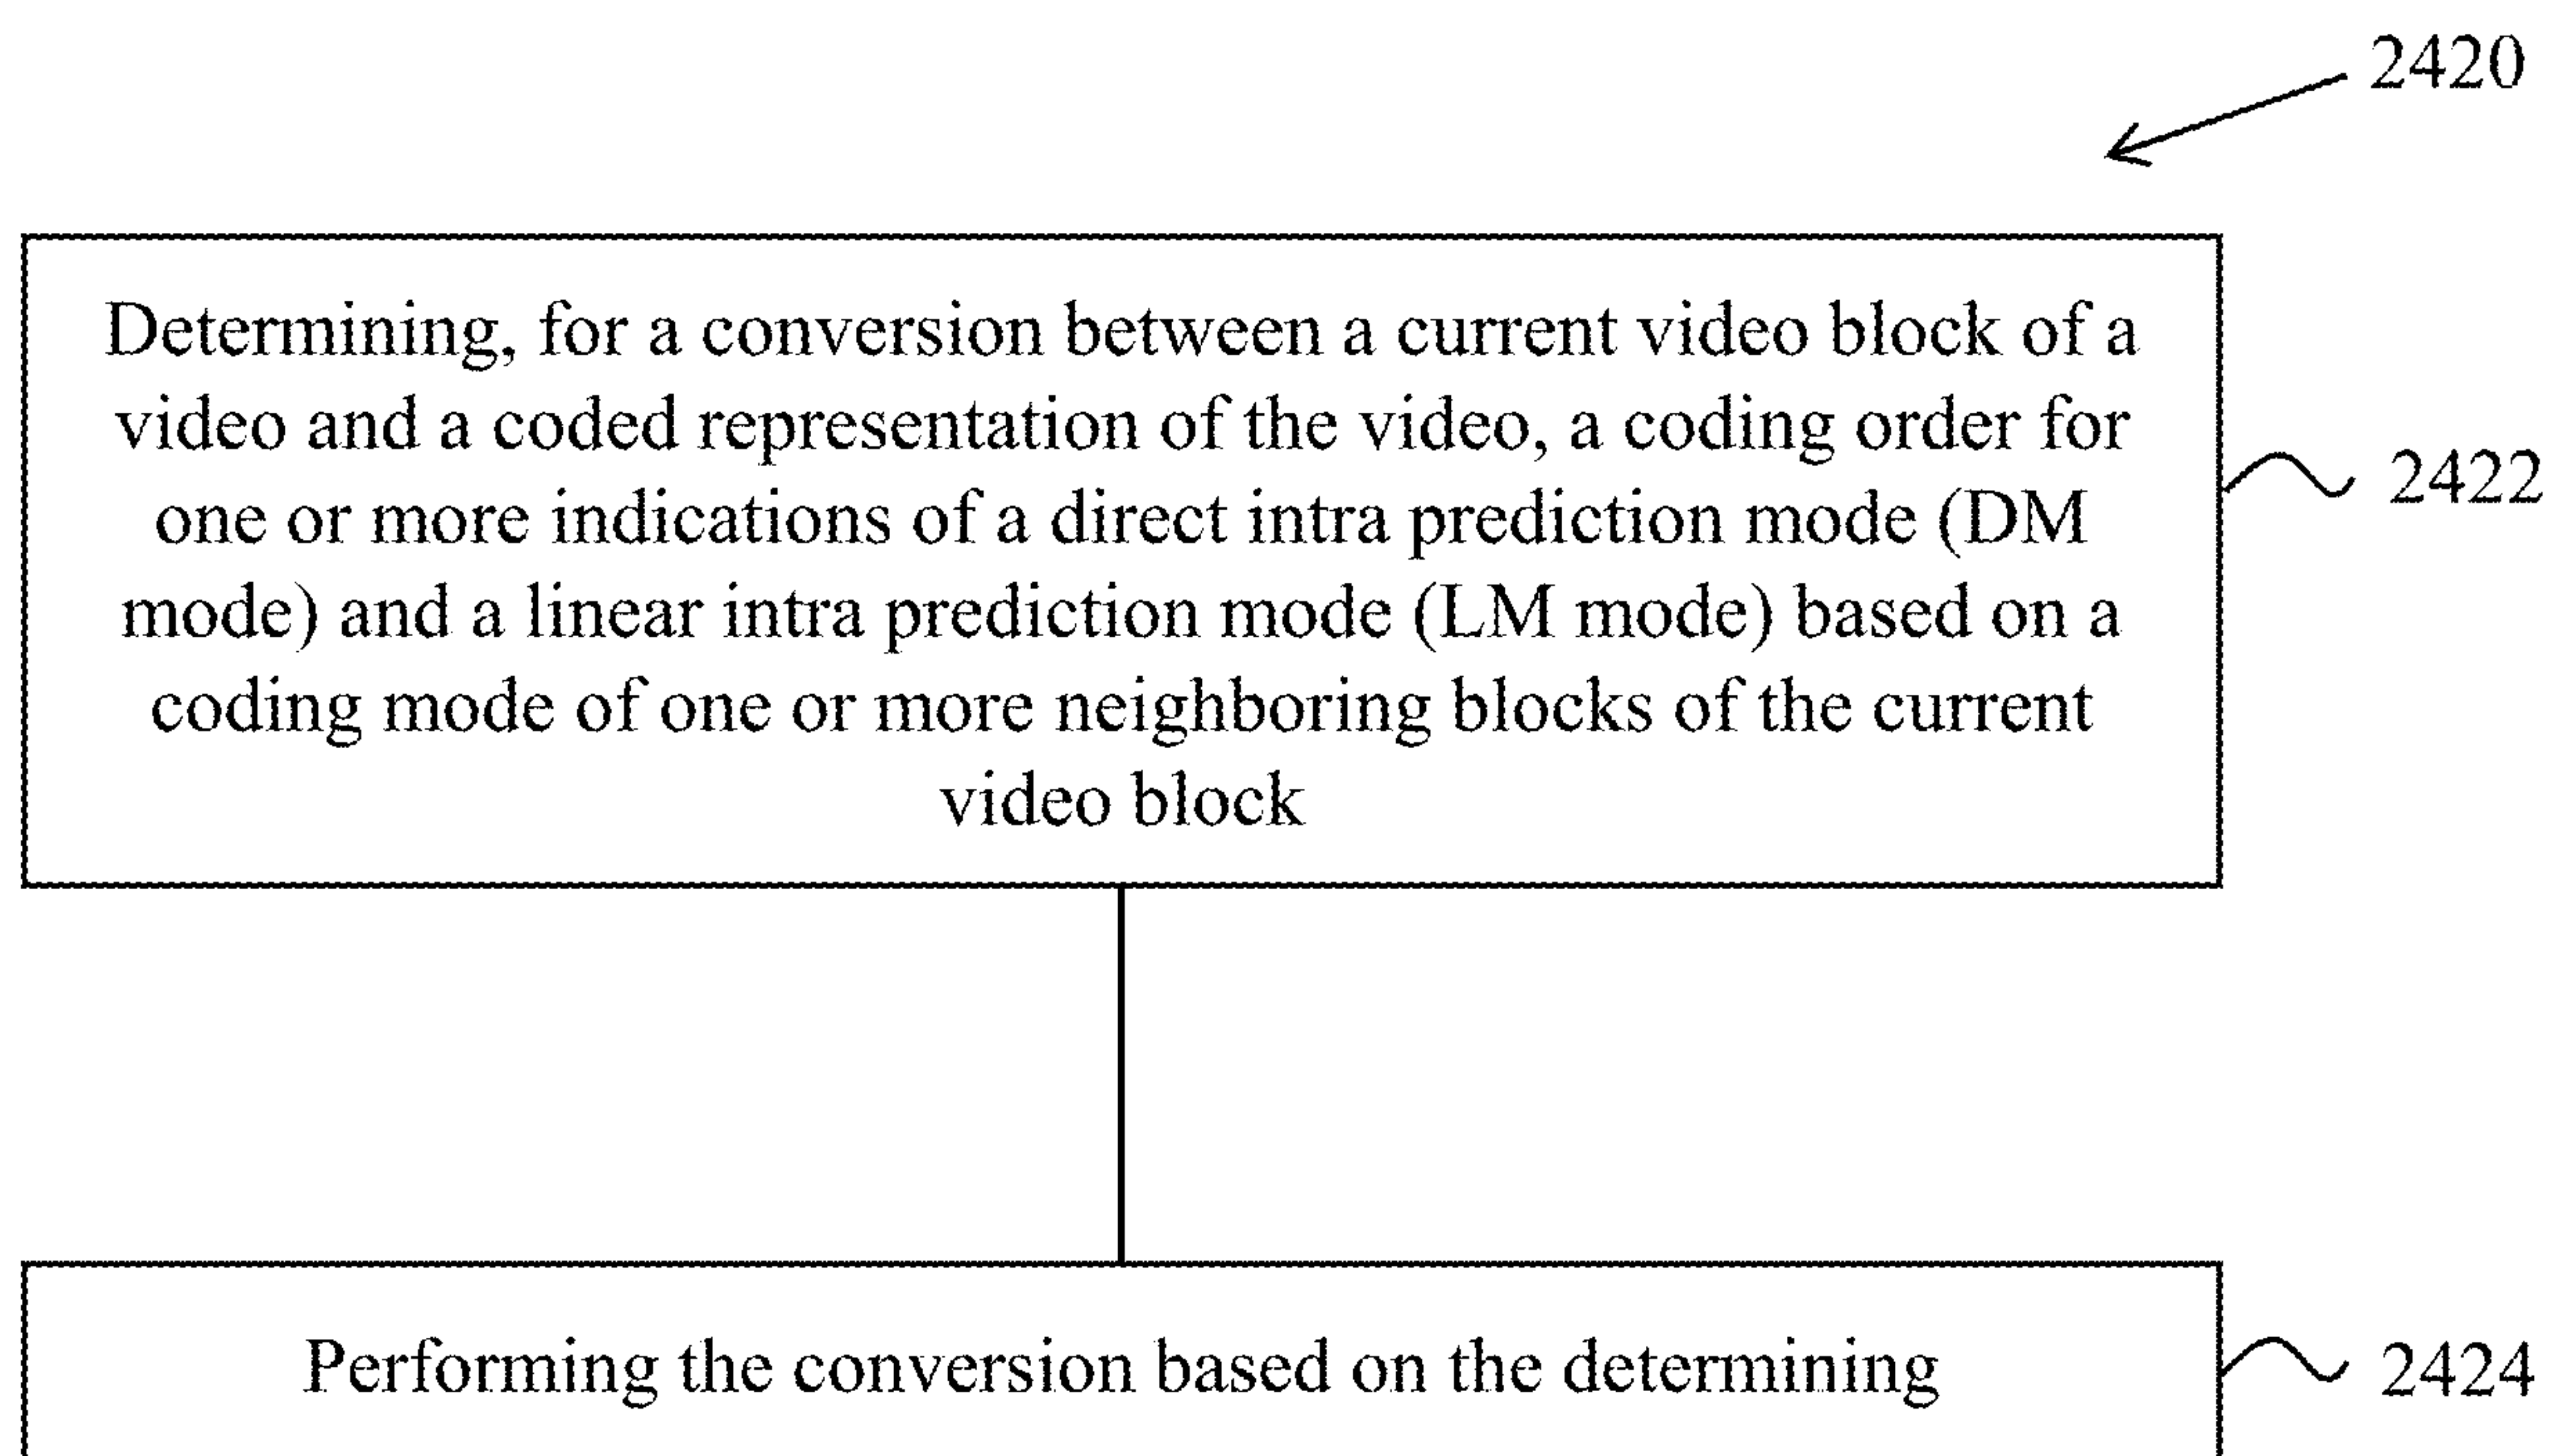 2420
Determining, for a conversion between a current video block of a
video and a coded representation of the video, a coding order for
one or more indications of a direct intra prediction mode (DM
mode) and a linear intra prediction mode (LM mode) based on a
coding mode of one or more neighboring blocks of the current
video block
2422
Performing the conversion based on the determining
2424